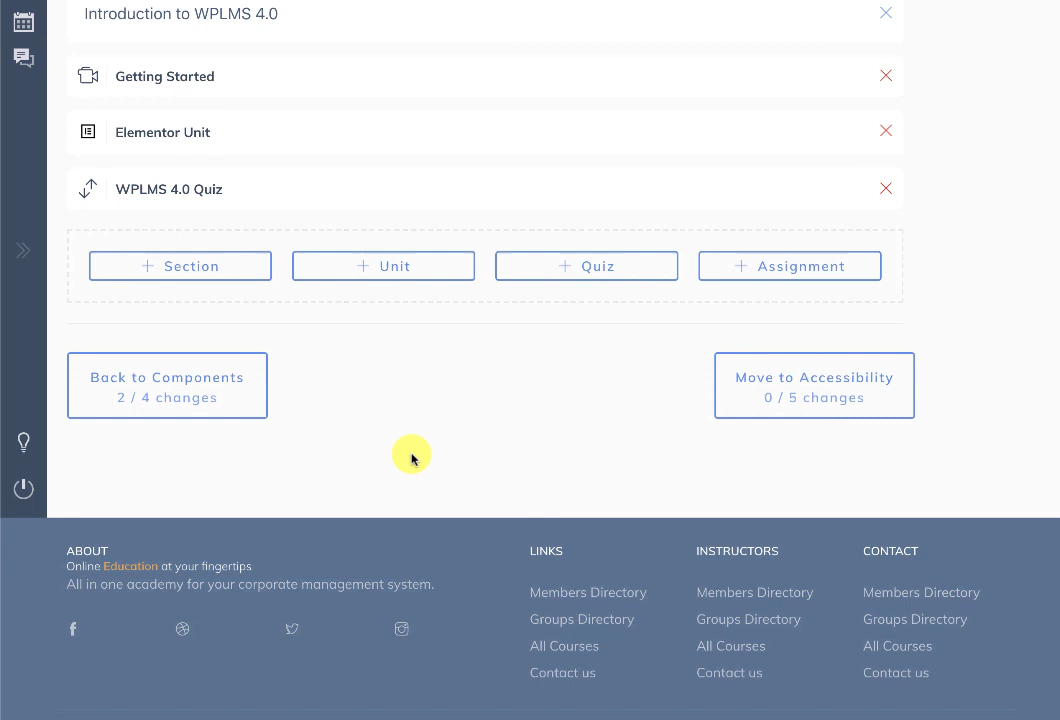 Introduction to WPLMS 4.0
Getting Started
Elementor Unit
WPLMS 4.0 Quiz
+ Section
+ Unit
+ Quiz
+ Assignment
Back to Components
2 / 4 changes
Move to Accessibility
0 / 5 changes
ABOUT
Online Education at your fingertips
All in one academy for your corporate management system.
LINKS
Members Directory
Groups Directory
All Courses
Contact us
INSTRUCTORS
Members Directory
Groups Directory
All Courses
Contact us
CONTACT
Members Directory
Groups Directory
All Courses
Contact us